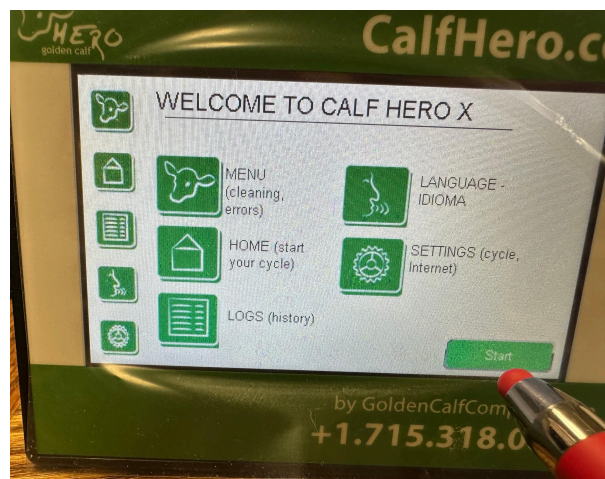 HERO
golden calf
CalfHero.c
WELCOME TO CALF HERO X
MENU
(cleaning,
errors)
LANGUAGE -
IDIOMA
HOME (start
your cycle)
SETTINGS (cycle,
Internet)
LOGS (history)
Start
by GoldenCalfComp
+1.715.318.0